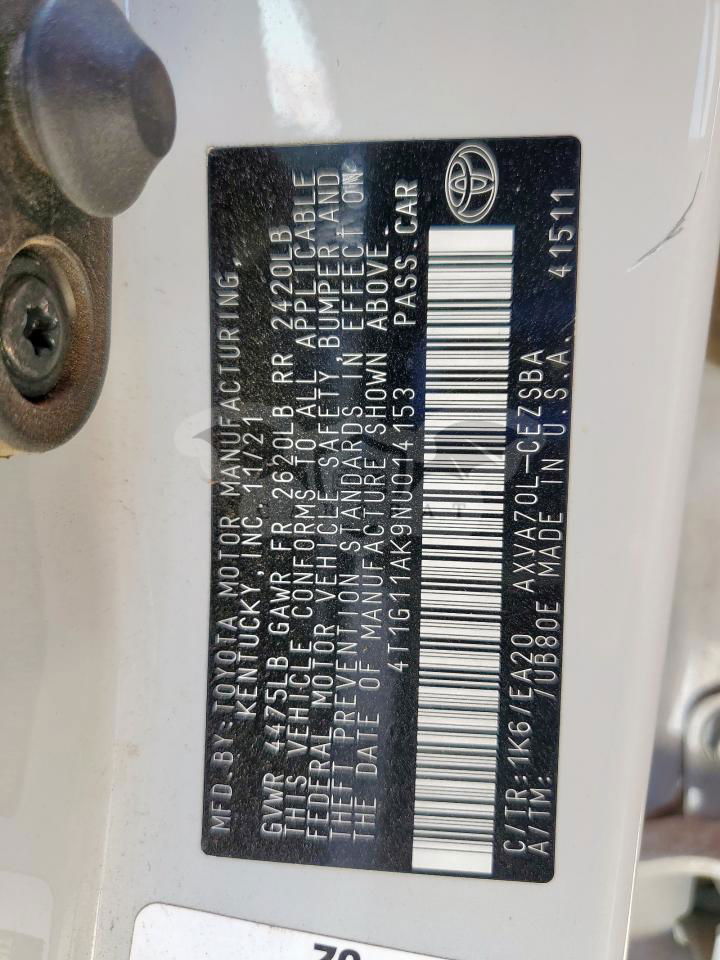 MFD.BY:TOYOTA MOTOR MANUFACTURING,
KENTUCKY,INC. 11/21
GVWR 4475LB GAWR FR 2620LB RR 2420LB
THIS VEHICLE CONFORMS TO ALL APPLICABLE
FEDERAL MOTOR VEHICLE SAFETY,BUMPER,AND
THEFT PREVENTION STANDARDS IN EFFECT ON
THE DATE OF MANUFACTURE SHOWN ABOVE.
4T1G11AK9NU014153 PASS.CAR
C/TR:1K6/EA20 AXVA70L-CEZSBA
A/TM: /UB80E MADE IN U.S.A. 41511